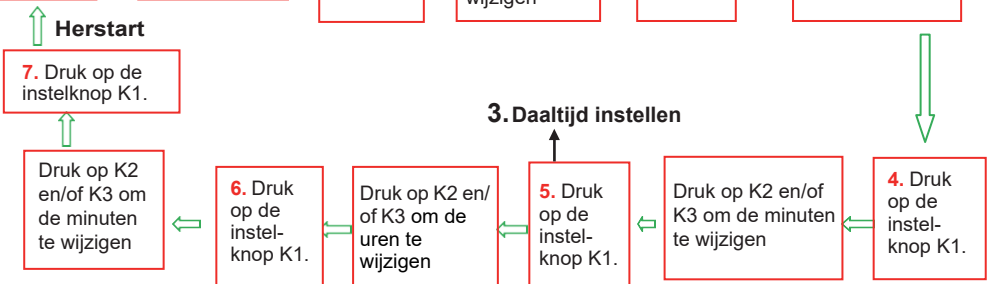 wijzigen
Herstart
7. Druk op de
instelknop K1.
3. Daaltijd instellen
Druk op K2
en/of K3 om
de minuten
te wijzigen
6. Druk
op de
instel-
knop K1.
Druk op K2 en/
of K3 om de
uren te
wijzigen
5. Druk
op de
instel-
knop K1.
Druk op K2 en/of
K3 om de minuten
te wijzigen
4. Druk
op de
instel-
knop K1.